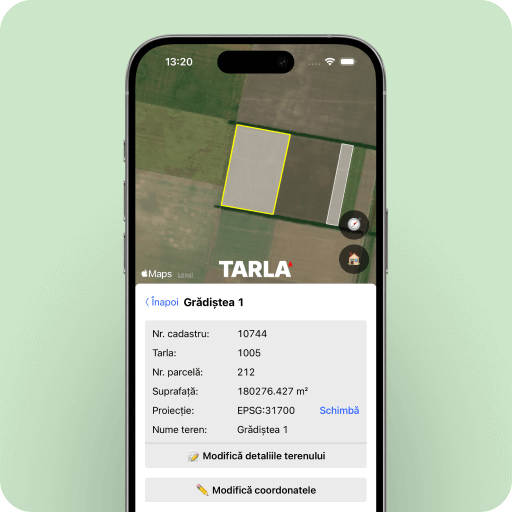 13:20
Maps
Legal
TARLA
Înapoi Grădiștea 1
Nr. cadastru: 10744
Tarla: 1005
Nr. parcelă: 212
Suprafață: 180276.427 m²
Proiecție: EPSG:31700 Schimbă
Nume teren: Grădiștea 1
📝 Modifică detaliile terenului
✏️ Modifică coordonatele